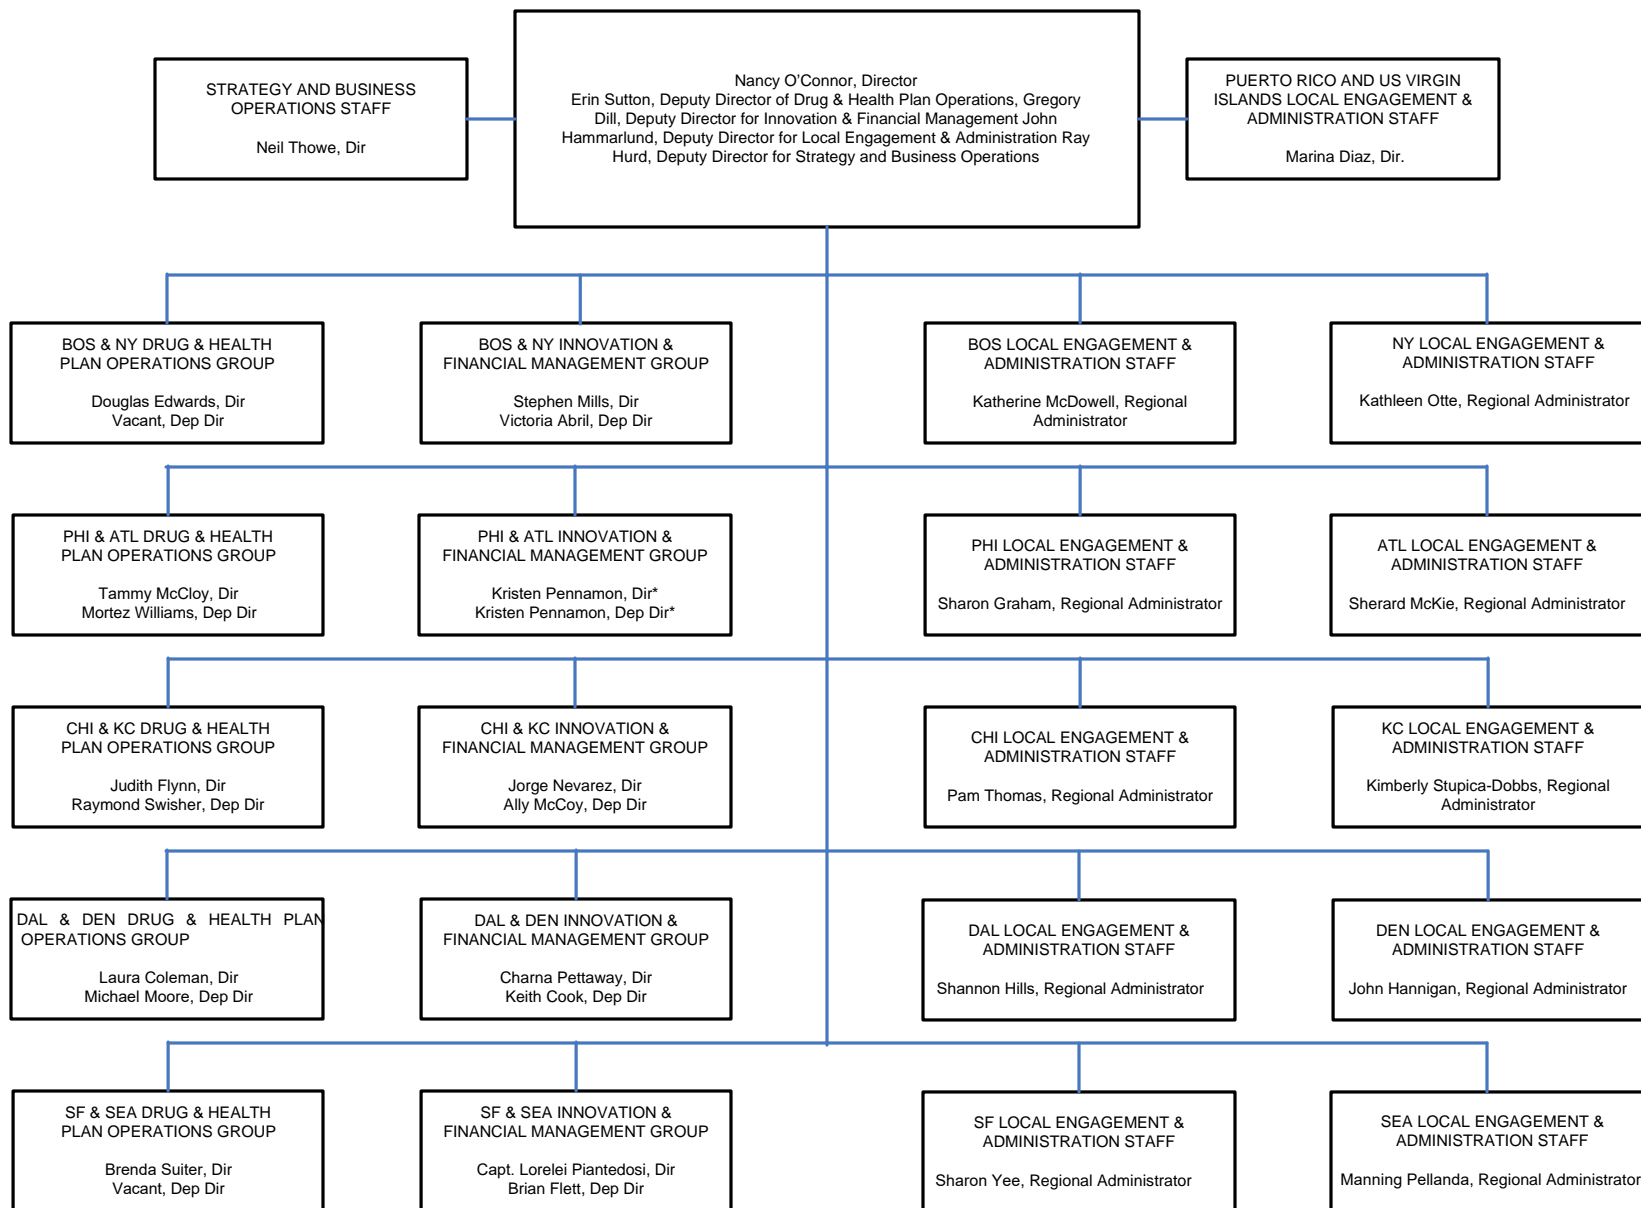 STRATEGY AND BUSINESS
OPERATIONS STAFF
Neil Thowe, Dir
Nancy O’Connor, Director
Erin Sutton, Deputy Director of Drug & Health Plan Operations, Gregory
Dill, Deputy Director for Innovation & Financial Management John
Hammarlund, Deputy Director for Local Engagement & Administration Ray
Hurd, Deputy Director for Strategy and Business Operations
PUERTO RICO AND US VIRGIN
ISLANDS LOCAL ENGAGEMENT &
ADMINISTRATION STAFF
Marina Diaz, Dir.
BOS & NY DRUG & HEALTH
PLAN OPERATIONS GROUP
Douglas Edwards, Dir
Vacant, Dep Dir
BOS & NY INNOVATION &
FINANCIAL MANAGEMENT GROUP
Stephen Mills, Dir
Victoria Abril, Dep Dir
BOS LOCAL ENGAGEMENT &
ADMINISTRATION STAFF
Katherine McDowell, Regional
Administrator
NY LOCAL ENGAGEMENT &
ADMINISTRATION STAFF
Kathleen Otte, Regional Administrator
PHI & ATL DRUG & HEALTH
PLAN OPERATIONS GROUP
Tammy McCloy, Dir
Mortez Williams, Dep Dir
PHI & ATL INNOVATION &
FINANCIAL MANAGEMENT GROUP
Kristen Pennamon, Dir*
Kristen Pennamon, Dep Dir*
PHI LOCAL ENGAGEMENT &
ADMINISTRATION STAFF
Sharon Graham, Regional Administrator
ATL LOCAL ENGAGEMENT &
ADMINISTRATION STAFF
Sherard McKie, Regional Administrator
CHI & KC DRUG & HEALTH
PLAN OPERATIONS GROUP
Judith Flynn, Dir
Raymond Swisher, Dep Dir
CHI & KC INNOVATION &
FINANCIAL MANAGEMENT GROUP
Jorge Nevarez, Dir
Ally McCoy, Dep Dir
CHI LOCAL ENGAGEMENT &
ADMINISTRATION STAFF
Pam Thomas, Regional Administrator
KC LOCAL ENGAGEMENT &
ADMINISTRATION STAFF
Kimberly Stupica-Dobbs, Regional
Administrator
DAL & DEN DRUG & HEALTH PLAN
OPERATIONS GROUP
Laura Coleman, Dir
Michael Moore, Dep Dir
DAL & DEN INNOVATION &
FINANCIAL MANAGEMENT GROUP
Charna Pettaway, Dir
Keith Cook, Dep Dir
DAL LOCAL ENGAGEMENT &
ADMINISTRATION STAFF
Shannon Hills, Regional Administrator
DEN LOCAL ENGAGEMENT &
ADMINISTRATION STAFF
John Hannigan, Regional Administrator
SF & SEA DRUG & HEALTH
PLAN OPERATIONS GROUP
Brenda Suiter, Dir
Vacant, Dep Dir
SF & SEA INNOVATION &
FINANCIAL MANAGEMENT GROUP
Capt. Lorelei Piantedosi, Dir
Brian Flett, Dep Dir
SF LOCAL ENGAGEMENT &
ADMINISTRATION STAFF
Sharon Yee, Regional Administrator
SEA LOCAL ENGAGEMENT &
ADMINISTRATION STAFF
Manning Pellanda, Regional Administrator